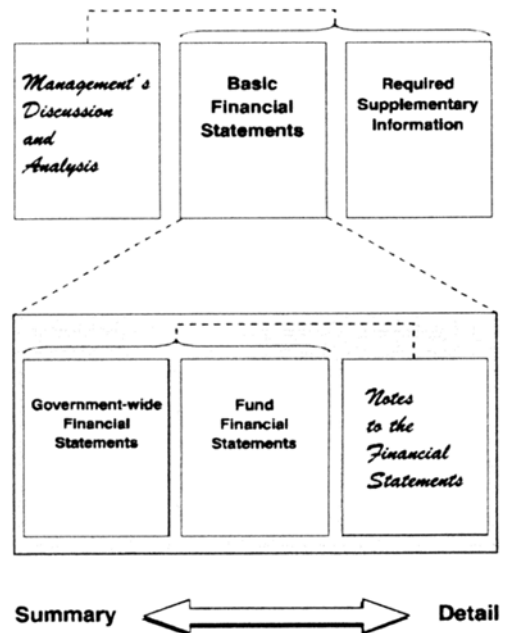 Management's
Discussion
and
Analysis
Basic
Financial
Statements
Required
Supplementary
Information
Government-wide
Financial
Statements
Fund
Financial
Statements
Notes
to the
Financial
Statements
Summary
Detail